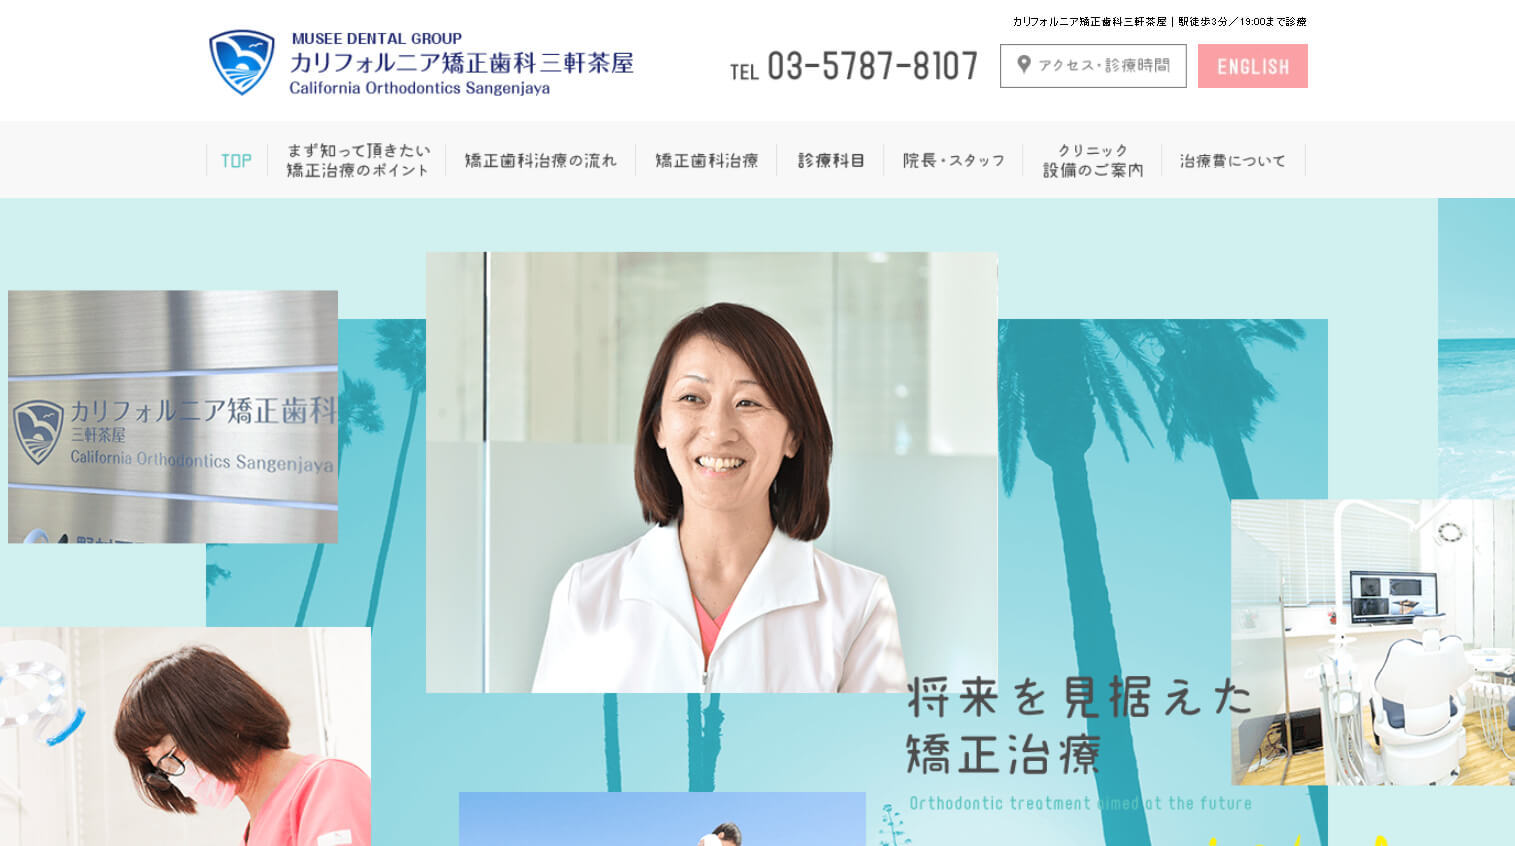 カリフォルニア矯正歯科三軒茶屋｜駅徒歩3分／19:00まで診療
MUSEE DENTAL GROUP
カリフォルニア矯正歯科 三軒茶屋
California Orthodontics Sangenjaya
TEL 03-5787-8107
アクセス・診療時間
ENGLISH
TOP
まず知って頂きたい
矯正治療のポイント
矯正歯科治療の流れ
矯正歯科治療
診療科目
院長・スタッフ
クリニック
設備のご案内
治療費について
カリフォルニア矯正歯科
三軒茶屋
California Orthodontics Sangenjaya
将来を見据えた
矯正治療
Orthodontic treatment aimed at the future